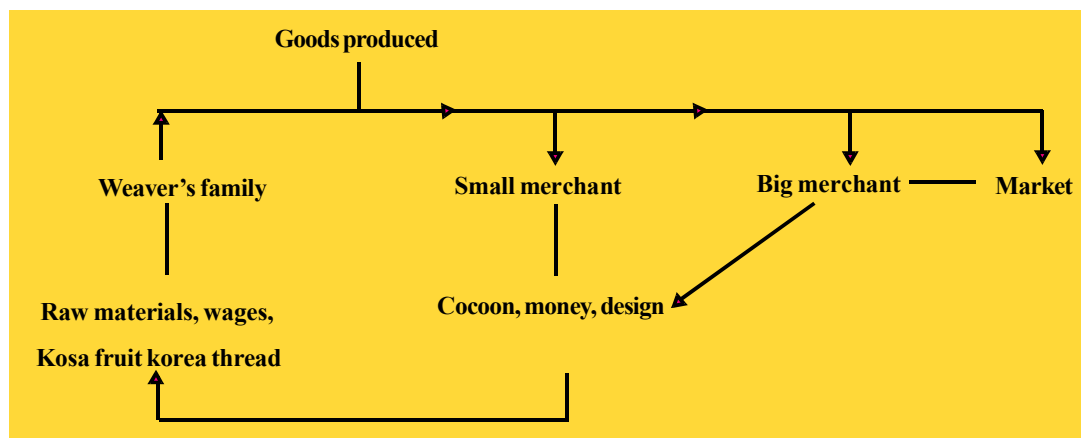 Goods produced
Weaver’s family
Small merchant
Big merchant
Market
Raw materials, wages,
Kosa fruit korea thread
Cocoon, money, design